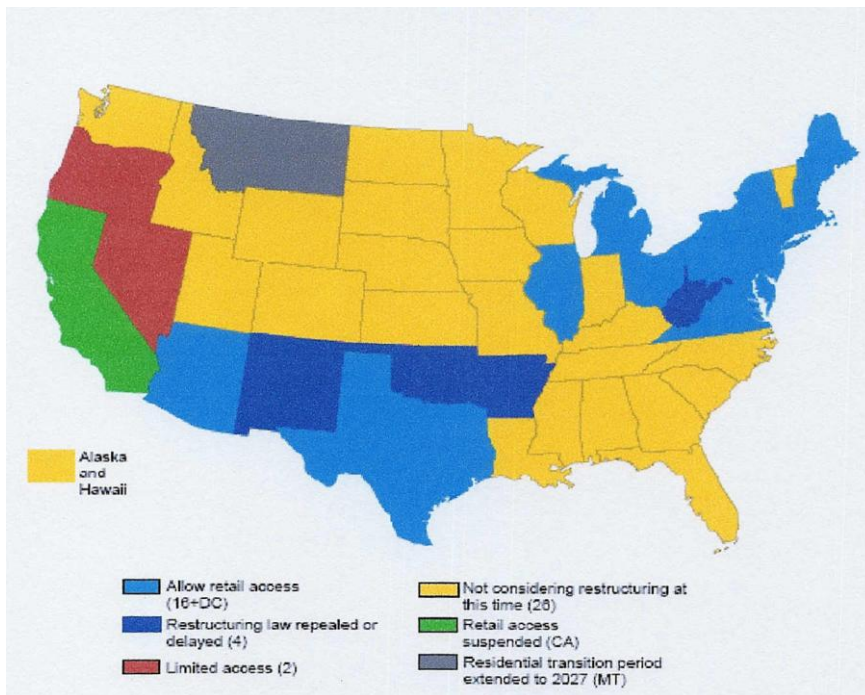 Alaska
and
Hawaii
Allow retail access
(16+DC)
Restructuring law repealed or
delayed (4)
Limited access (2)
Not considering restructuring at
this time (26)
Retail access
suspended (CA)
Residential transition period
extended to 2027 (MT)